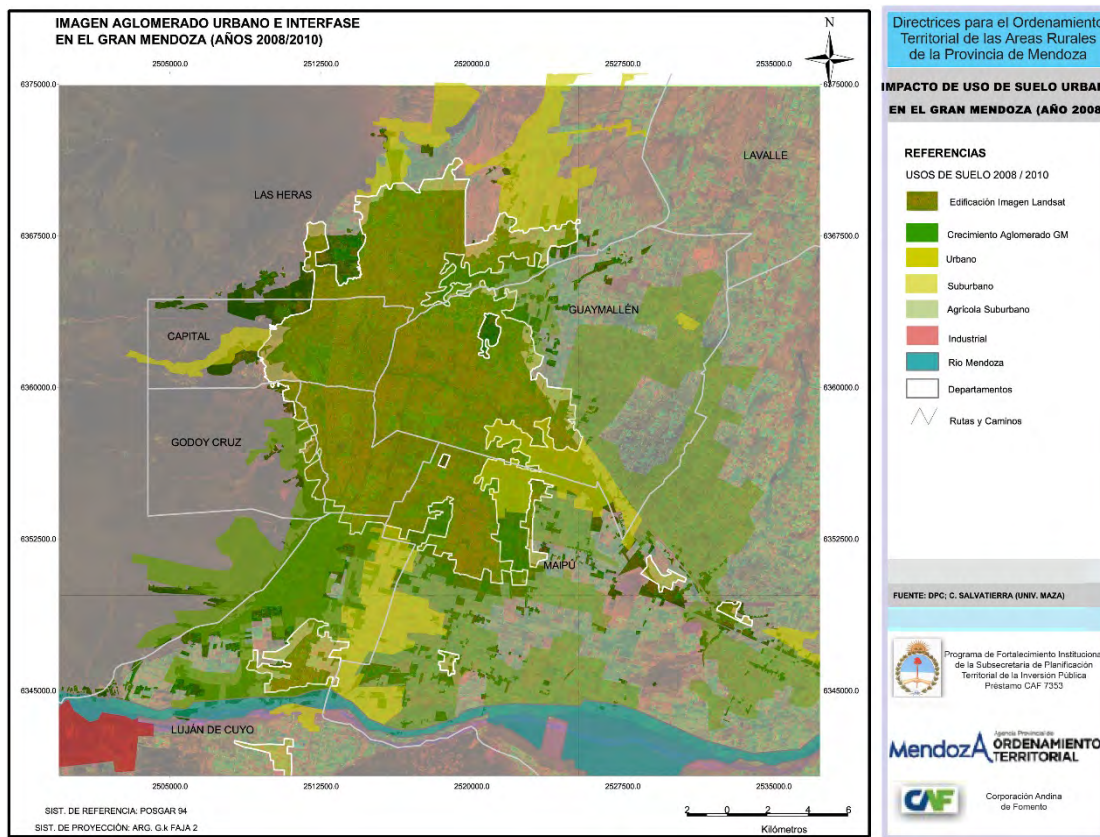 IMAGEN AGLOMERADO URBANO E INTERFASE
EN EL GRAN MENDOZA (AÑOS 2008/2010)
N
2505000.0 2512500.0 2520000.0 2527500.0 2535000.0
6375000.0 6375000.0
LAVALLE
LAS HERAS
6367500.0 6367500.0
GUAYMALLÉN
CAPITAL
6360000.0 6360000.0
GODOY CRUZ
6352500.0 6352500.0
MAIPÚ
6345000.0 6345000.0
LUJÁN DE CUYO
2505000.0 2512500.0 2520000.0 2527500.0 2535000.0
SIST. DE REFERENCIA: POSGAR 94
SIST. DE PROYECCIÓN: ARG. G.k FAJA 2
2 0 2 4 6
Kilómetros
Directrices para el Ordenamiento
Territorial de las Areas Rurales
de la Provincia de Mendoza
IMPACTO DE USO DE SUELO URBAN
EN EL GRAN MENDOZA (AÑO 2008
REFERENCIAS
USOS DE SUELO 2008 / 2010
Edificación Imagen Landsat
Crecimiento Aglomerado GM
Urbano
Suburbano
Agrícola Suburbano
Industrial
Rio Mendoza
Departamentos
Rutas y Caminos
FUENTE: DPC; C. SALVATIERRA (UNIV. MAZA)
Programa de Fortalecimiento Instituciona
de la Subsecretaria de Planificación
Territorial de la Inversión Pública
Préstamo CAF 7353
Agencia Provincial de
MendozA ORDENAMIENTO
TERRITORIAL
CAF
Corporación Andina
de Fomento